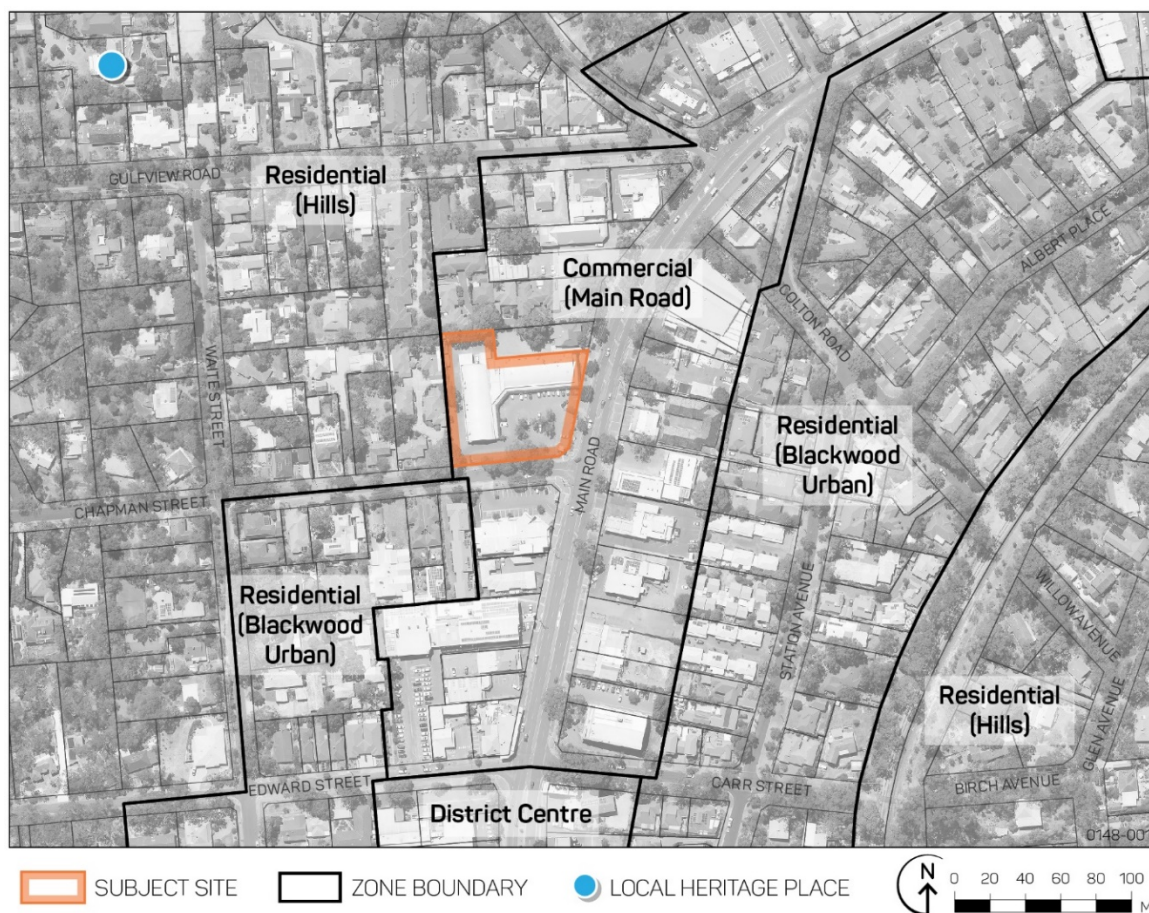 GULFVIEW ROAD
Residential
(Hills)
Commercial
(Main Road)
ALBERT PLACE
COLTON ROAD
WAITE STREET
MAIN ROAD
Residential
(Blackwood
Urban)
CHAPMAN STREET
Residential
(Blackwood
Urban)
STATON AVENUE
WILLOW AVENUE
Residential
(Hills)
GLEN AVENUE
EDWARD STREET
CARR STREET
BIRCH AVENUE
District Centre
0148-001
SUBJECT SITE
ZONE BOUNDARY
LOCAL HERITAGE PLACE
N
0 20 40 60 80 100
M